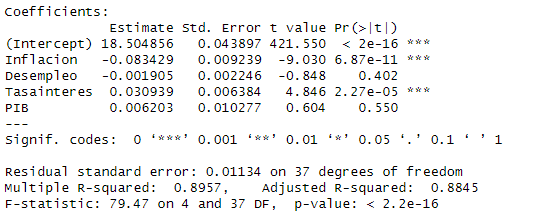 Coefficients:
Estimate Std. Error t value Pr(>|t|)
(Intercept) 18.504856 0.043897 421.550 < 2e-16 ***
Inflacion -0.083429 0.009239 -9.030 6.87e-11 ***
Desempleo -0.001905 0.002246 -0.848 0.402
Tasainteres 0.030939 0.006384 4.846 2.27e-05 ***
PIB 0.006203 0.010277 0.604 0.550
---
Signif. codes: 0 ‘***’ 0.001 ‘**’ 0.01 ‘*’ 0.05 ‘.’ 0.1 ‘ ’ 1
Residual standard error: 0.01134 on 37 degrees of freedom
Multiple R-squared: 0.8957, Adjusted R-squared: 0.8845
F-statistic: 79.47 on 4 and 37 DF, p-value: < 2.2e-16